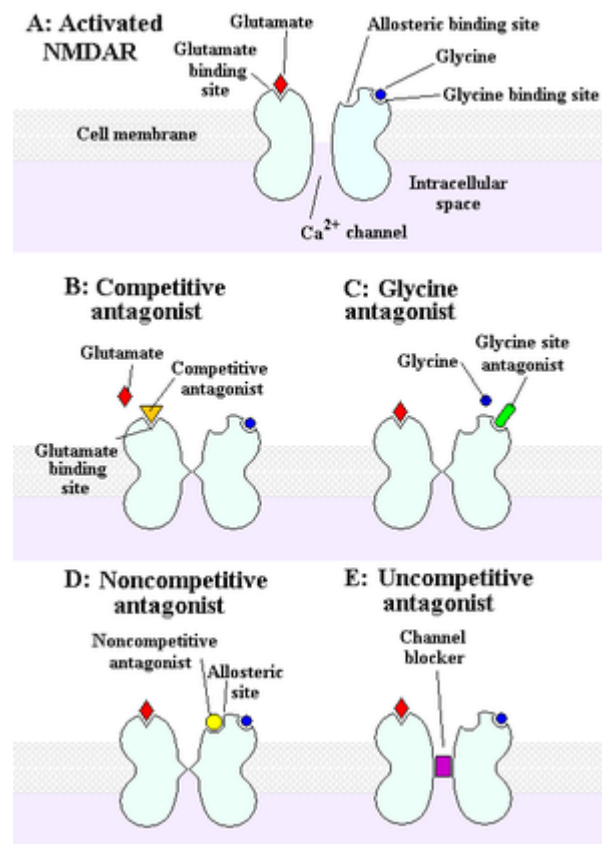 A: Activated
NMDAR
Glutamate
Glutamate
binding
site
Allosteric binding site
Glycine
Glycine binding site
Cell membrane
Intracellular
space
Ca2+ channel
B: Competitive
antagonist
Glutamate
Competitive
antagonist
Glutamate
binding
site
C: Glycine
antagonist
Glycine
Glycine site
antagonist
D: Noncompetitive
antagonist
Noncompetitive
antagonist
Allosteric
site
E: Uncompetitive
antagonist
Channel
blocker